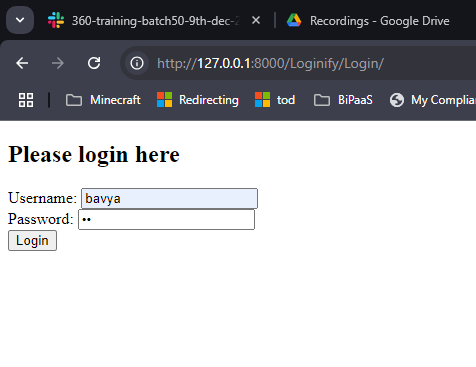 360-training-batch50-9th-dec-2
Recordings - Google Drive
http://127.0.0.1:8000/Loginify/Login/
Minecraft Redirecting tod BiPaaS My Complia
Please login here
Username: bavya
Password: ••
Login